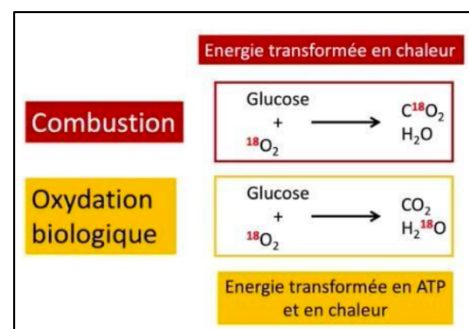 Energie transformée en chaleur
Combustion
Glucose
+
¹⁸O₂
C¹⁸O₂
H₂O
Oxydation
biologique
Glucose
+
¹⁸O₂
CO₂
H₂¹⁸O
Energie transformée en ATP
et en chaleur